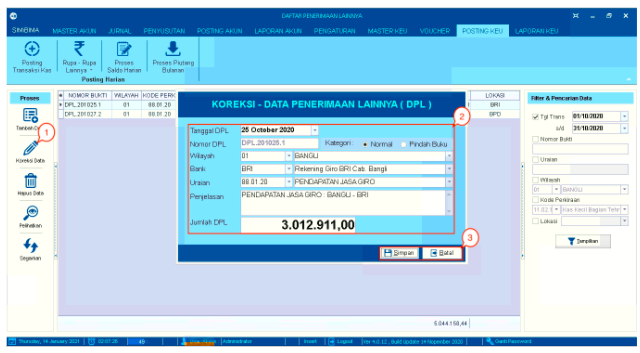 DAFTAR PENERIMAAN LAINNYA
SIMBIMA MASTER AKUN JURNAL PENYUSUTAN POSTING AKUN LAPORAN AKUN PENGATURAN MASTER KEU VOUCHER POSTING KEU LAPORAN KEU
Posting Transaksi Kas
Rupa - Rupa Lainnya
Proses Saldo Harian
Proses Piutang Bulanan
Posting Harian
Proses
Tambah Data
1
Koreksi Data
Hapus Data
Perihalkan
Segarkan
NOMOR BUKTI WILAYAH KODE PERK LOKASI
DPL.201025.1 01 88.01.20 BRI
DPL.201027.2 01 88.01.20 BPD
KOREKSI - DATA PENERIMAAN LAINNYA ( DPL )
2
Tanggal DPL 25 October 2020
Nomor DPL DPL.201025.1 Kategori : Normal Pindah Buku
Wilayah 01 BANGLI
Bank BRI Rekening Giro BRI Cab. Bangli
Uraian 88.01.20 PENDAPATAN JASA GIRO
Penjelasan PENDAPATAN JASA GIRO : BANGLI - BRI
Jumlah DPL 3.012.911,00
3
Simpan Batal
5.044.158,44
Filter & Pencarian Data
Tgl Trans 01/10/2020
s/d 31/10/2020
Nomor Bukti
Uraian
Wilayah
01 BANGLI
Kode Perkiraan
11.02.1 Kas Kecil Bagian Tekn
Lokasi
Tampilkan
Thursday, 14 January 2021 02:07:26 49 Administrator Insert Logout Ver 4.0.12 , Build Update 14 Nopember 2020 Ganti Password